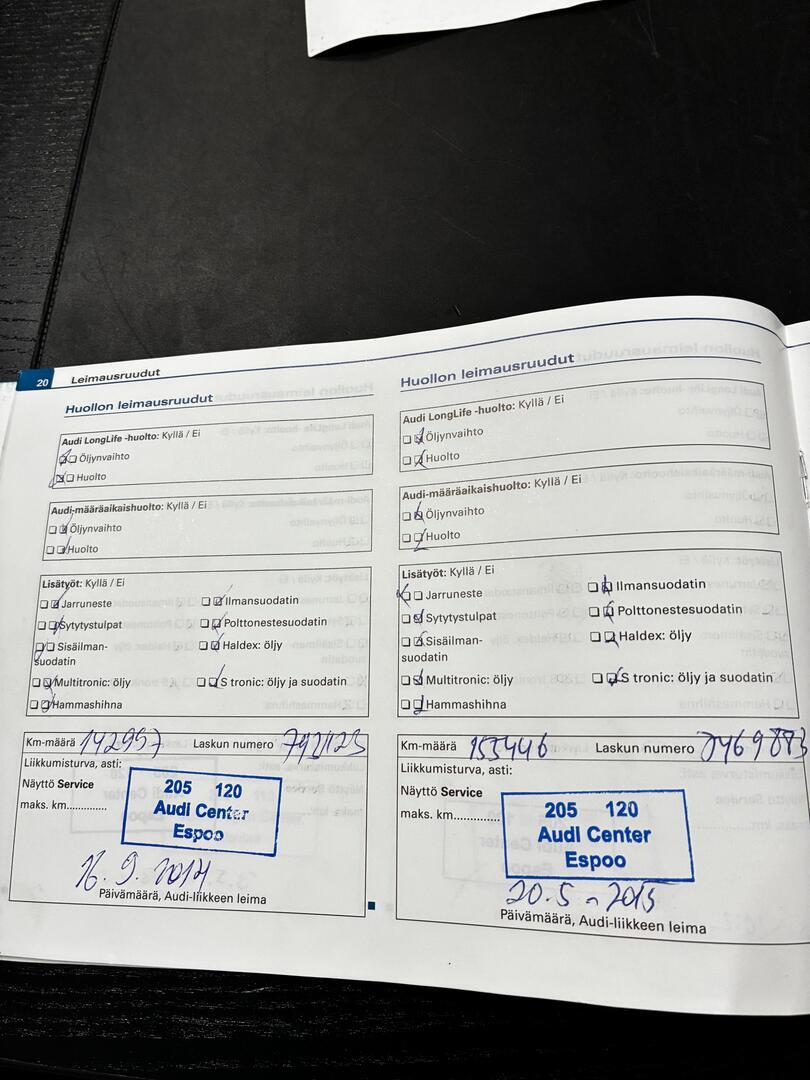 20 Leimausruudut
Huollon leimausruudut
Audi LongLife -huolto: Kyllä / Ei
Öljynvaihto
Huolto
Audi-määräaikaishuolto: Kyllä / Ei
Öljynvaihto
Huolto
Lisätyöt: Kyllä / Ei
Jarruneste Ilmansuodatin
Sytytystulpat Polttonestesuodatin
Sisäilman- Haldex: öljy
suodatin
Multitronic: öljy S tronic: öljy ja suodatin
Hammashihna
Km-määrä 142957 Laskun numero
Liikkumisturva, asti:
Näyttö Service
maks. km.............
205 120
Audi Center
Espoo
16.9.2014
Päivämäärä, Audi-liikkeen leima
Huollon leimausruudut
Audi LongLife -huolto: Kyllä / Ei
Öljynvaihto
Huolto
Audi-määräaikaishuolto: Kyllä / Ei
Öljynvaihto
Huolto
Lisätyöt: Kyllä / Ei
Jarruneste Ilmansuodatin
Sytytystulpat Polttonestesuodatin
Sisäilman- Haldex: öljy
suodatin
Multitronic: öljy S tronic: öljy ja suodatin
Hammashihna
Km-määrä 153446 Laskun numero
Liikkumisturva, asti:
Näyttö Service
maks. km..............
205 120
Audi Center
Espoo
20.5-2015
Päivämäärä, Audi-liikkeen leima